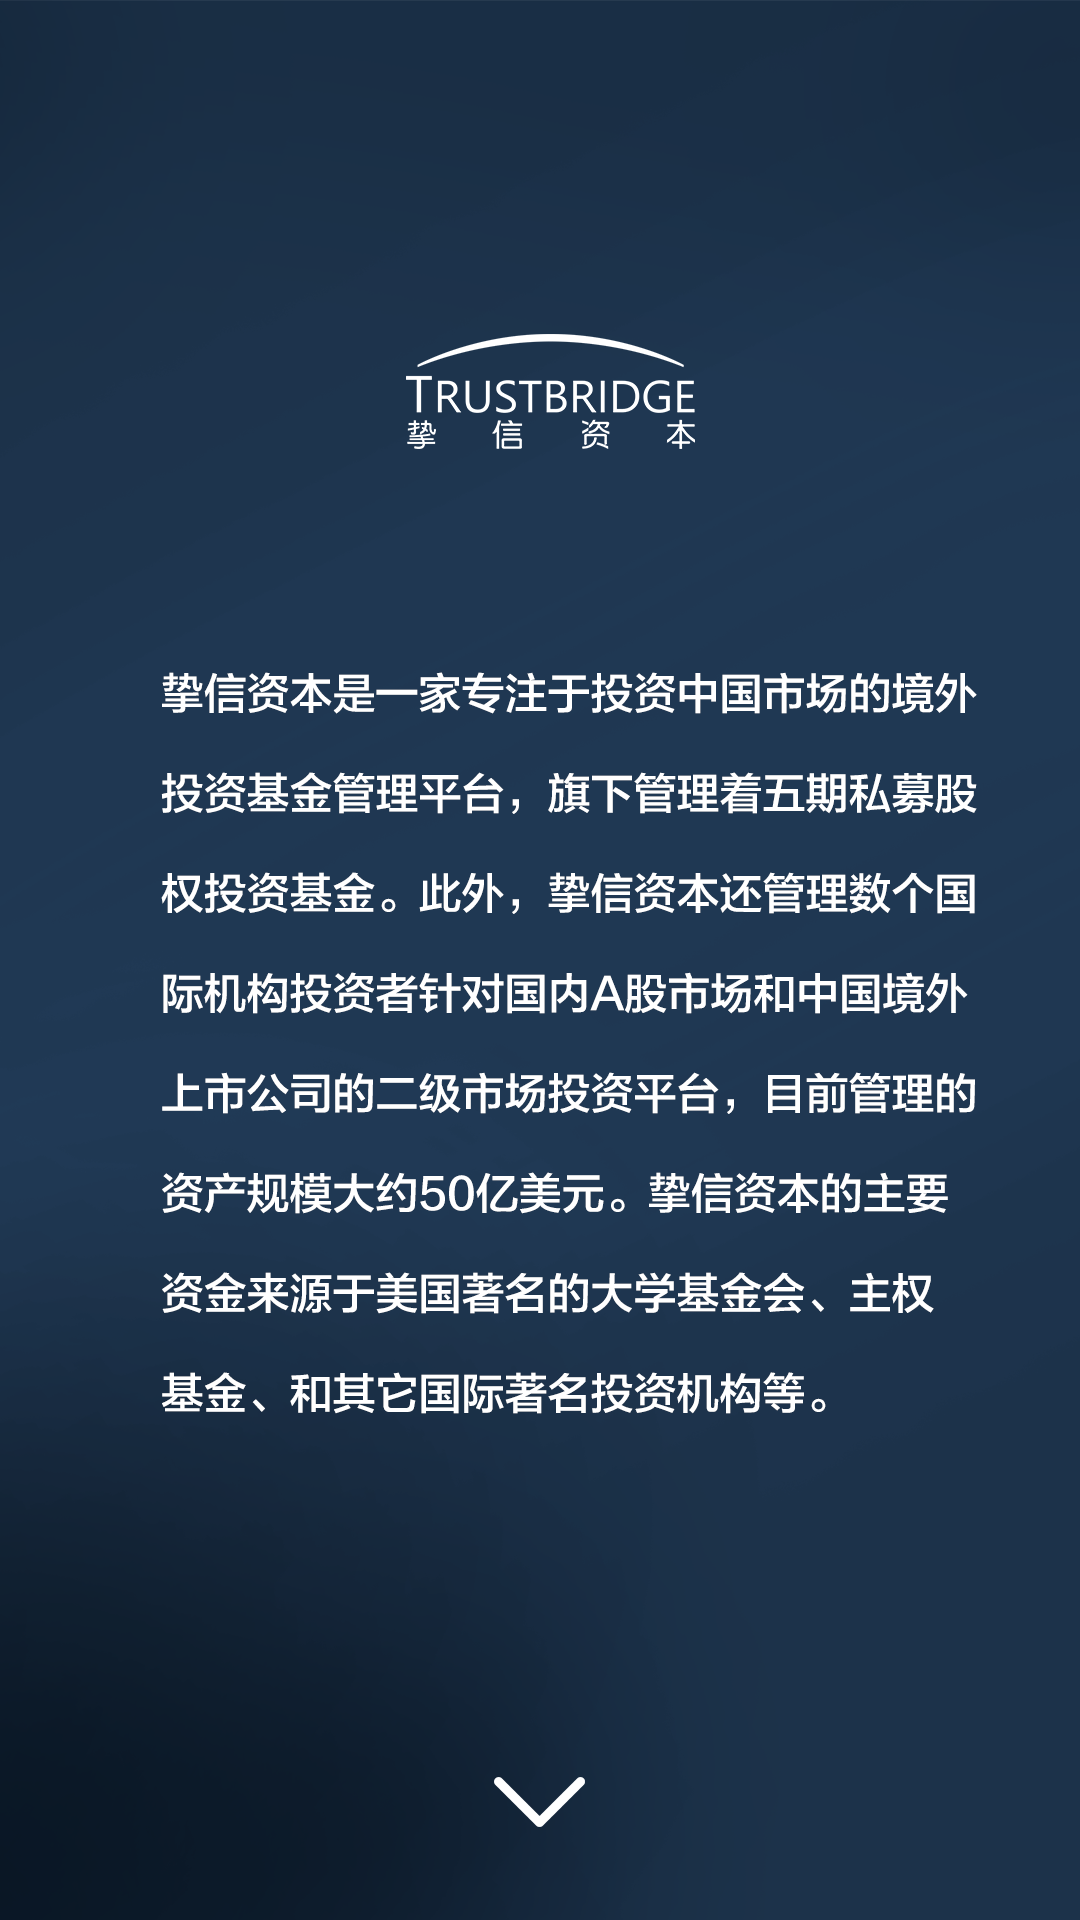 TRUSTBRIDGE
挚信资本
挚信资本是一家专注于投资中国市场的境外
投资基金管理平台，旗下管理着五期私募股
权投资基金。此外，挚信资本还管理数个国
际机构投资者针对国内A股市场和中国境外
上市公司的二级市场投资平台，目前管理的
资产规模大约50亿美元。挚信资本的主要
资金来源于美国著名的大学基金会、主权
基金、和其它国际著名投资机构等。